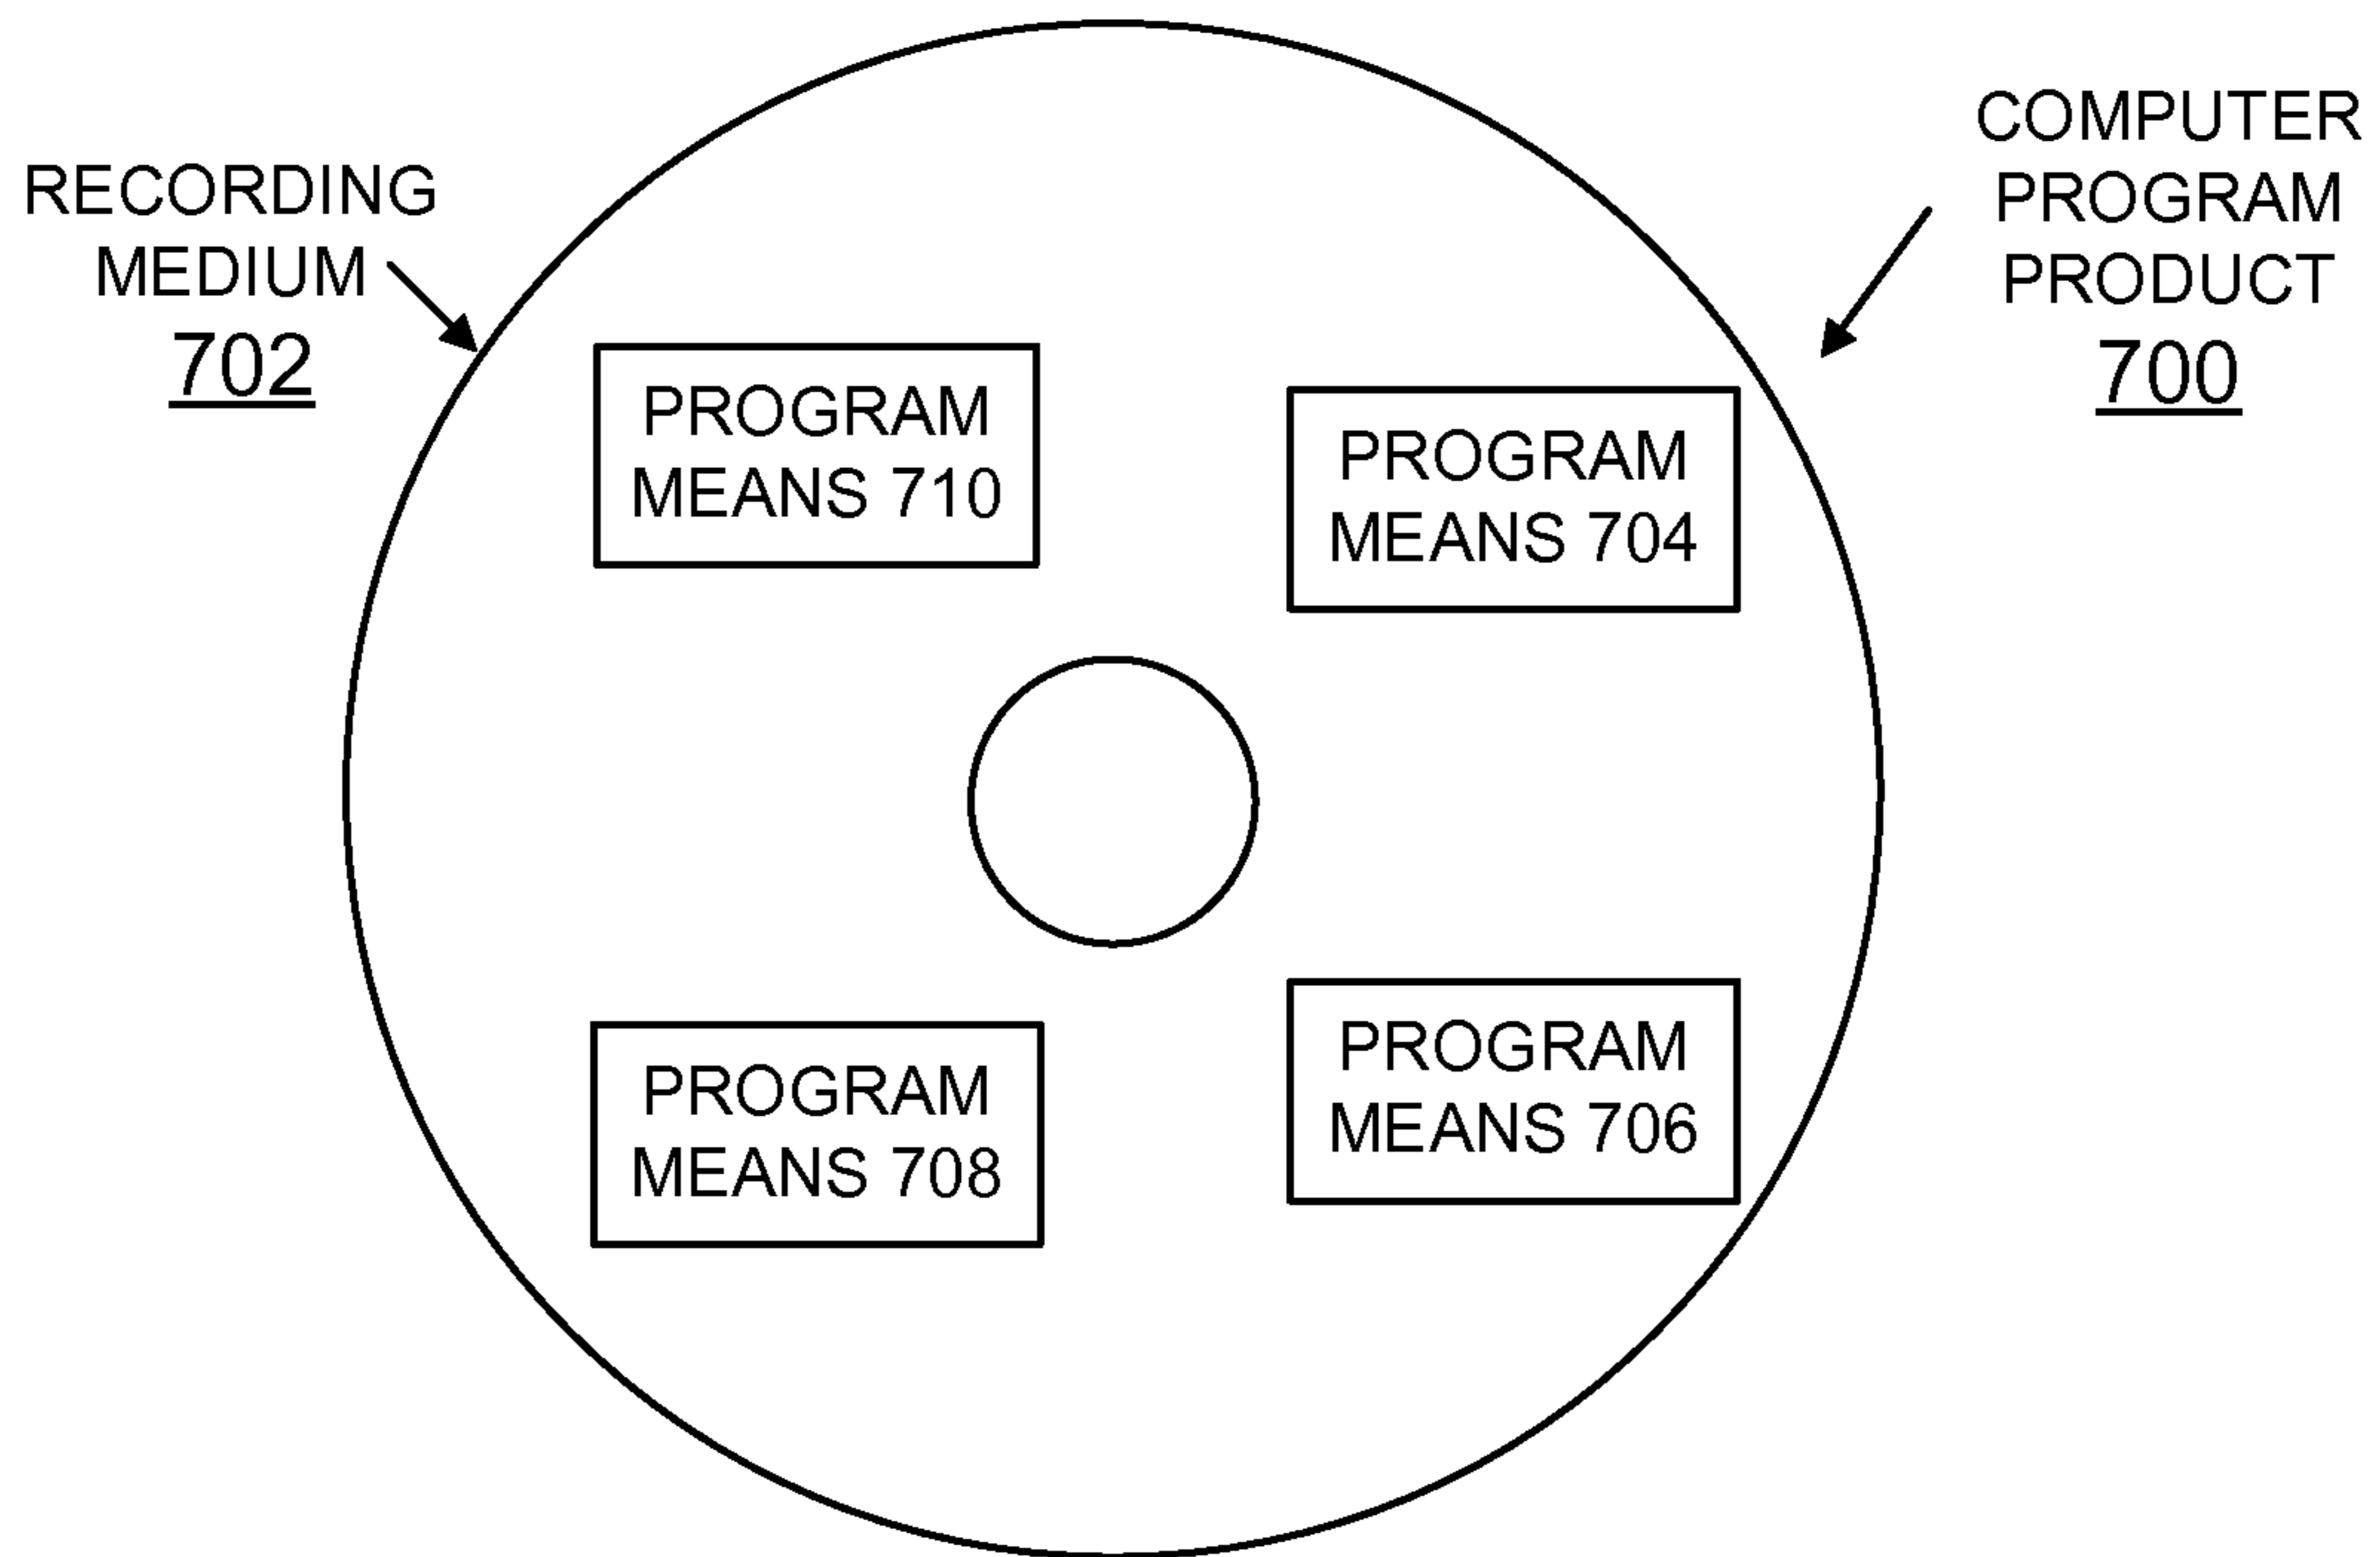 RECORDING
MEDIUM
702
COMPUTER
PROGRAM
PRODUCT
700
PROGRAM
MEANS 710
PROGRAM
MEANS 704
PROGRAM
MEANS 708
PROGRAM
MEANS 706